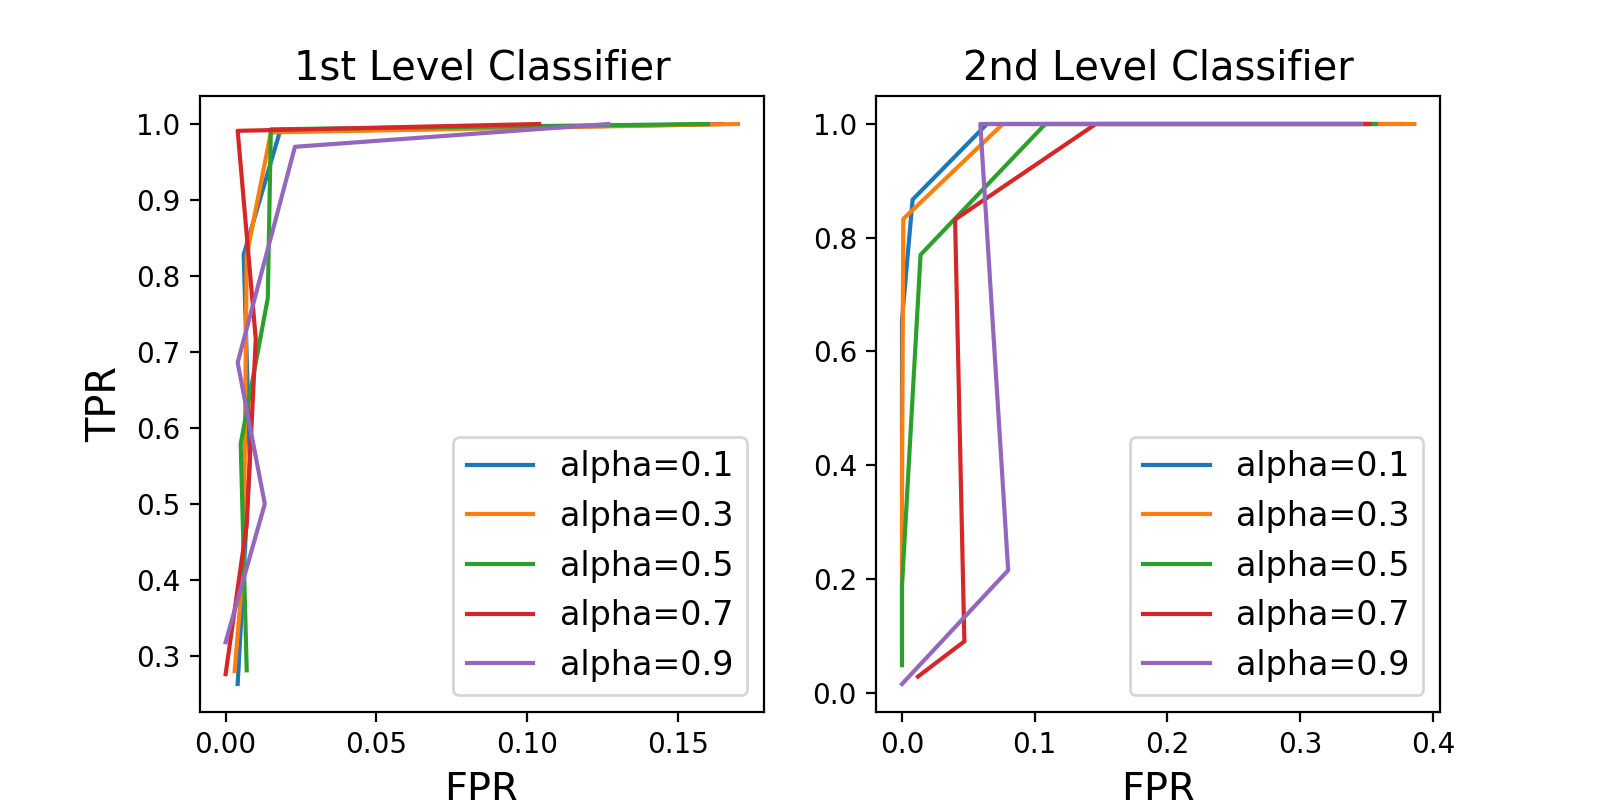 1st Level Classifier
1.0
0.9
0.8
0.7
0.6
0.5
0.4
0.3
TPR
alpha=0.1
alpha=0.3
alpha=0.5
alpha=0.7
alpha=0.9
0.00 0.05 0.10 0.15
FPR
2nd Level Classifier
1.0
0.8
0.6
0.4
0.2
0.0
alpha=0.1
alpha=0.3
alpha=0.5
alpha=0.7
alpha=0.9
0.0 0.1 0.2 0.3 0.4
FPR